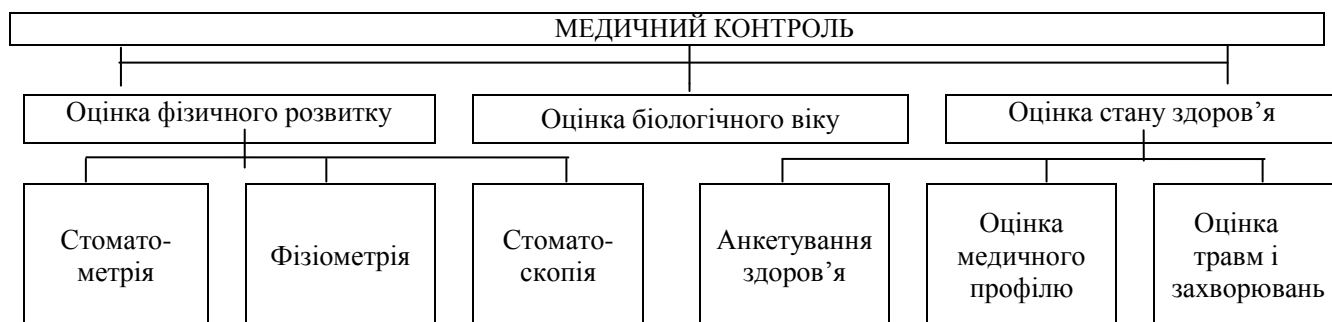 МЕДИЧНИЙ КОНТРОЛЬ
Оцінка фізичного розвитку
Оцінка біологічного віку
Оцінка стану здоров’я
Стомато-
метрія
Фізіометрія
Стомато-
скопія
Анкетування
здоров’я
Оцінка
медичного
профілю
Оцінка
травм і
захворювань